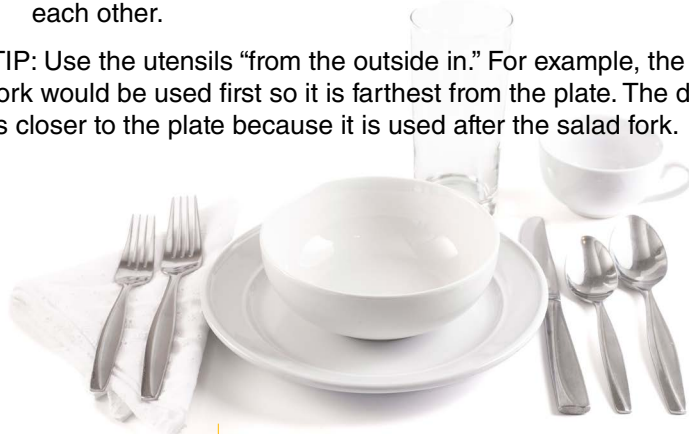 each other.
TIP: Use the utensils “from the outside in.” For example, the
ork would be used first so it is farthest from the plate. The d
s closer to the plate because it is used after the salad fork.